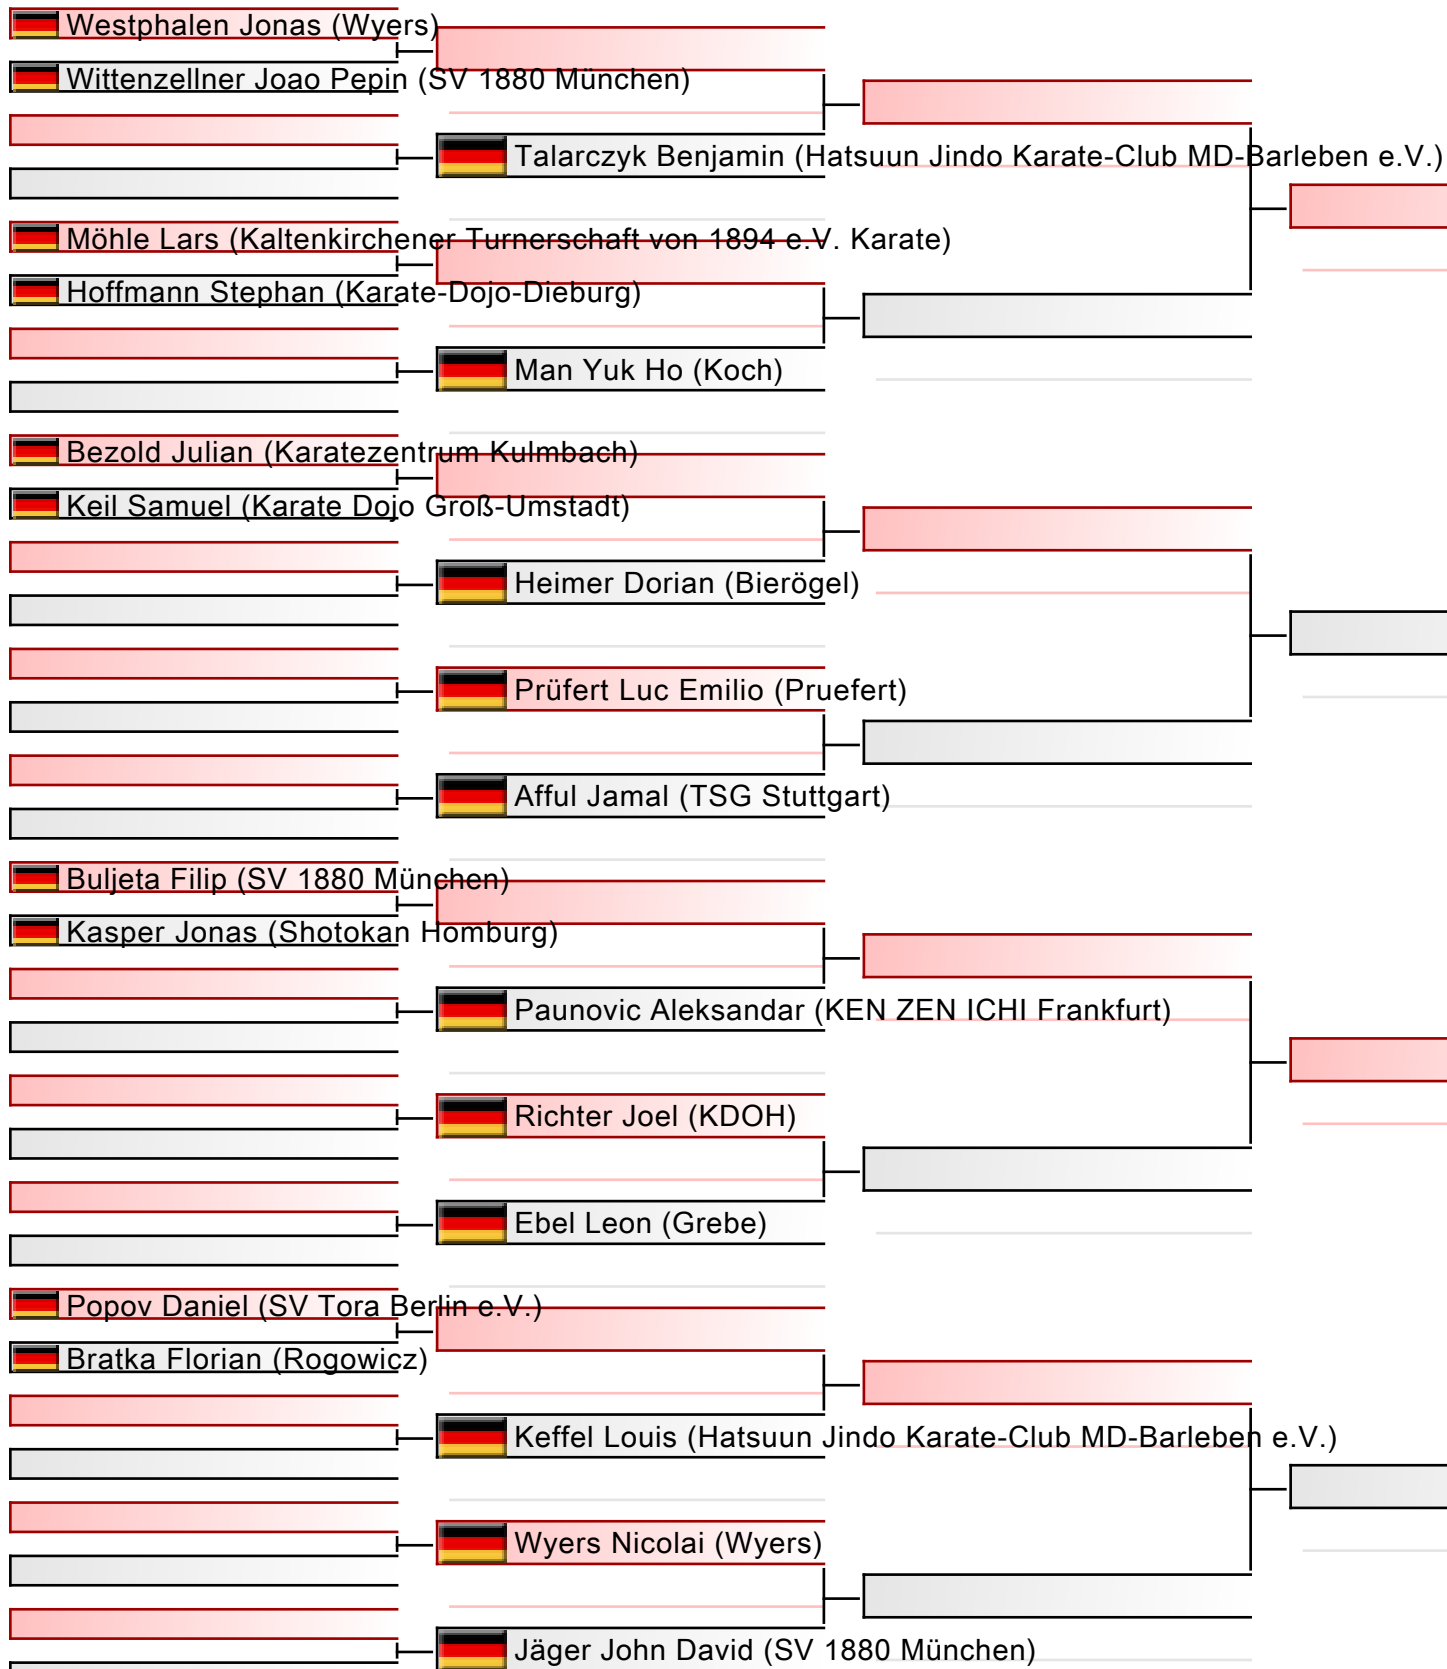 Westphalen Jonas (Wyers)
Wittenzellner Joao Pepin (SV 1880 München)
Talarczyk Benjamin (Hatsuun Jindo Karate-Club MD-Barleben e.V.)
Möhle Lars (Kaltenkirchener Turnerschaft von 1894 e.V. Karate)
Hoffmann Stephan (Karate-Dojo-Dieburg)
Man Yuk Ho (Koch)
Bezold Julian (Karatezentrum Kulmbach)
Keil Samuel (Karate Dojo Groß-Umstadt)
Heimer Dorian (Bierögel)
Prüfert Luc Emilio (Pruefert)
Afful Jamal (TSG Stuttgart)
Buljeta Filip (SV 1880 München)
Kasper Jonas (Shotokan Homburg)
Paunovic Aleksandar (KEN ZEN ICHI Frankfurt)
Richter Joel (KDOH)
Ebel Leon (Grebe)
Popov Daniel (SV Tora Berlin e.V.)
Bratka Florian (Rogowicz)
Keffel Louis (Hatsuun Jindo Karate-Club MD-Barleben e.V.)
Wyers Nicolai (Wyers)
Jäger John David (SV 1880 München)